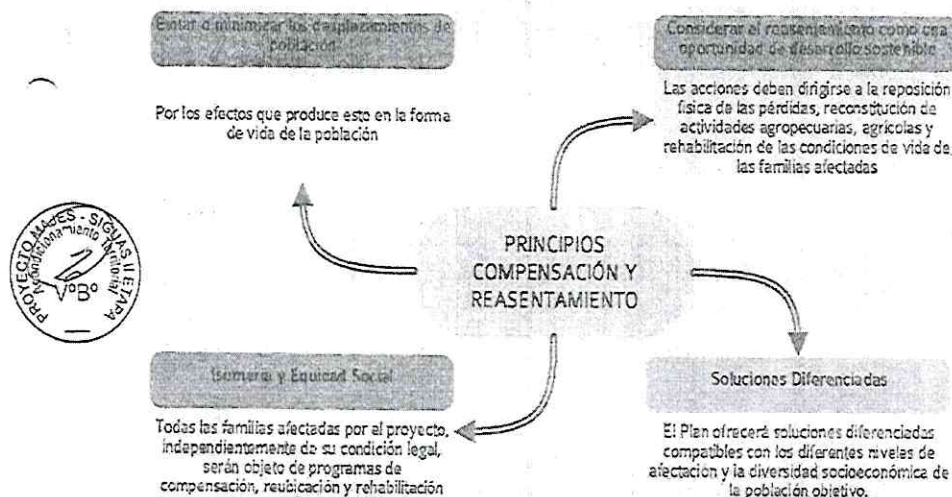 Evitar o minimizar los desplazamientos de
población
Por los efectos que produce esto en la forma
de vida de la población
Considerar el reasentamiento como una
oportunidad de desarrollo sostenible
Las acciones deben dirigirse a la reposición
física de las pérdidas, reconstitución de
actividades agropecuarias, agrícolas y
rehabilitación de las condiciones de vida de
las familias afectadas
PROYECTO MAJES - SIGUAS II ETAPA
Acondicionamiento Territorial
VºBº
PRINCIPIOS
COMPENSACIÓN Y
REASENTAMIENTO
y Equidad Social
Todas las familias afectadas por el proyecto,
independientemente de su condición legal,
serán objeto de programas de
compensación, reubicación y rehabilitación
Soluciones Diferenciadas
El Plan ofrecerá soluciones diferenciadas
compatibles con los diferentes niveles de
afectación y la diversidad socioeconómica de
la población objetivo.